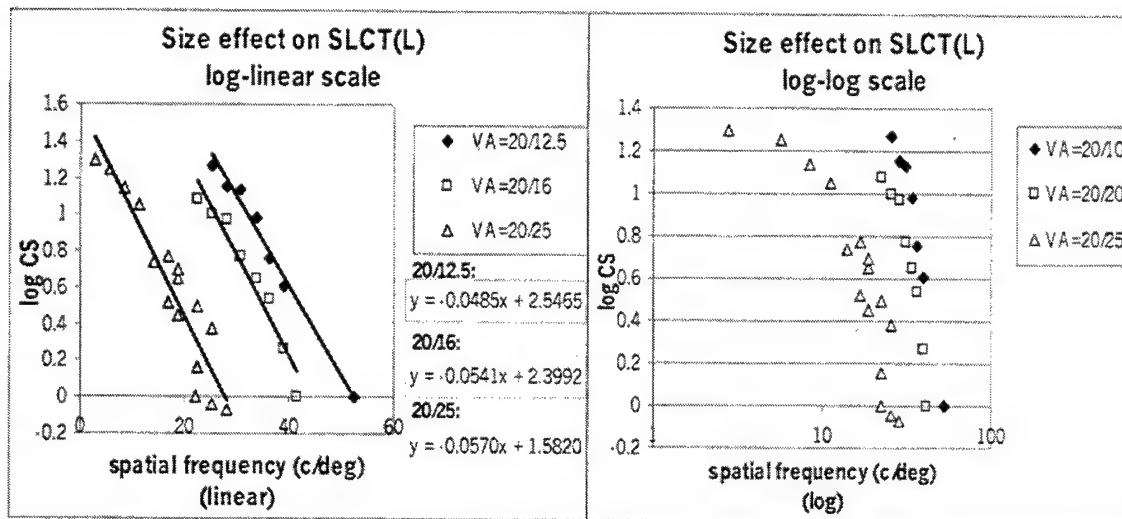 Size effect on SLCT(L)
log-linear scale
1.6
1.4
1.2
1
0.8
0.6
0.4
0.2
0
-0.2
log CS
0
20
40
60
spatial frequency (c/deg)
(linear)
VA=20/12.5
VA=20/16
VA=20/25
20/12.5:
y = -0.0485x + 2.5465
20/16:
y = -0.0541x + 2.3992
20/25:
y = -0.0570x + 1.5820
Size effect on SLCT(L)
log-log scale
1.4
1.2
1
0.8
0.6
0.4
0.2
0
-0.2
log CS
10
100
spatial frequency (c/deg)
(log)
VA=20/10
VA=20/20
VA=20/25